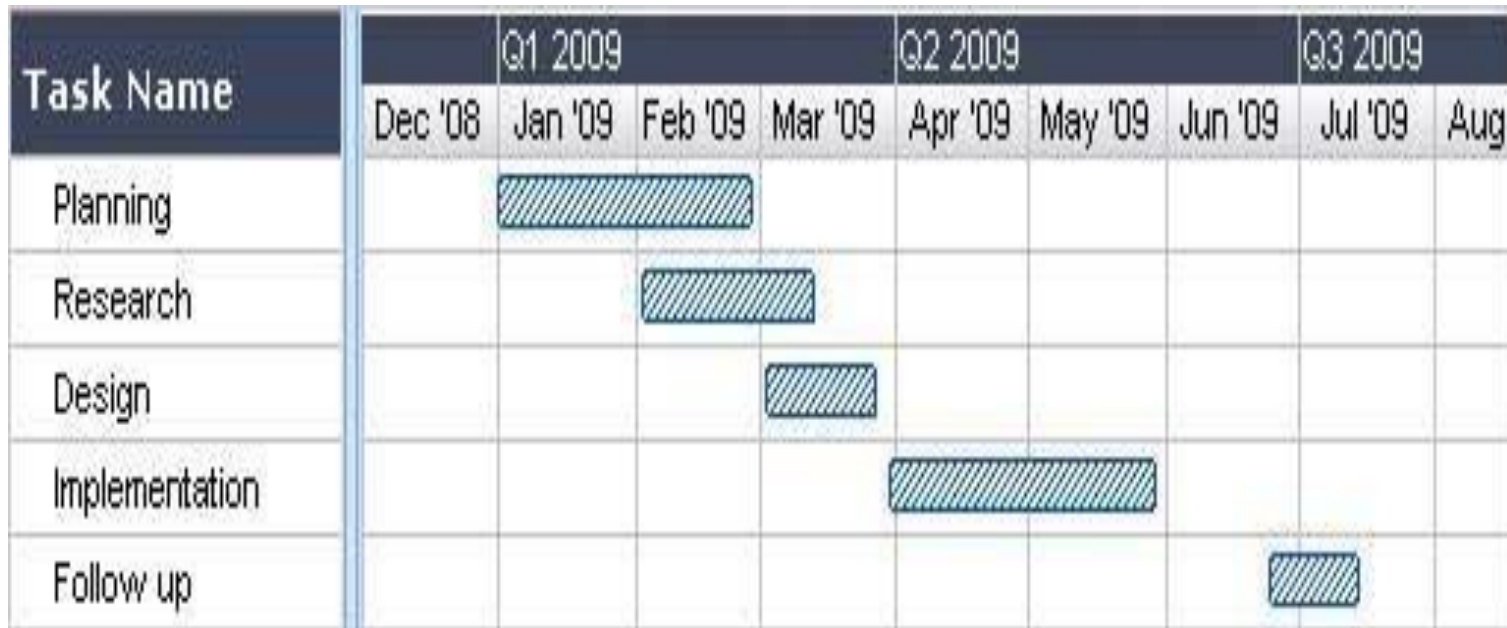 Task Name
Q1 2009 Q2 2009 Q3 2009
Dec '08 Jan '09 Feb '09 Mar '09 Apr '09 May '09 Jun '09 Jul '09 Aug
Planning
Research
Design
Implementation
Follow up